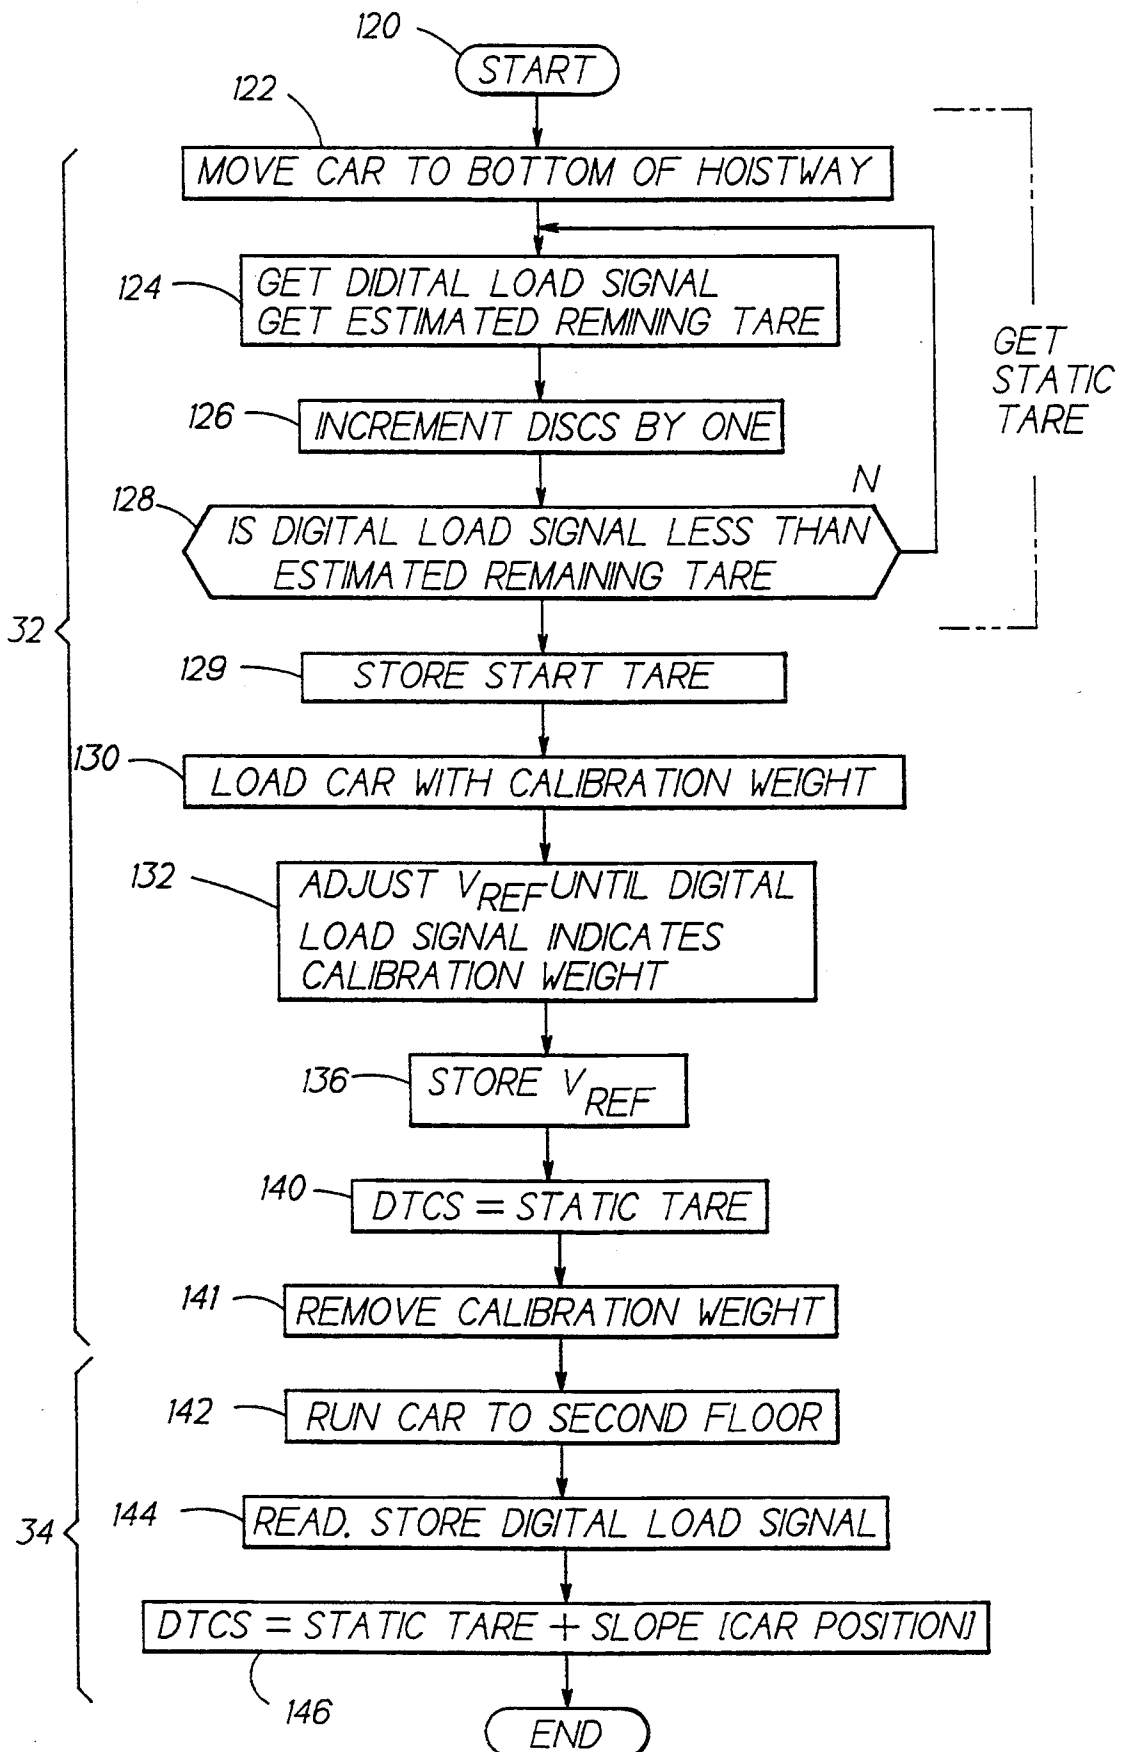 120
START
122
MOVE CAR TO BOTTOM OF HOISTWAY
124
GET DIDITAL LOAD SIGNAL
GET ESTIMATED REMINING TARE
GET
STATIC
TARE
126
INCREMENT DISCS BY ONE
N
128
IS DIGITAL LOAD SIGNAL LESS THAN
ESTIMATED REMAINING TARE
32
129
STORE START TARE
130
LOAD CAR WITH CALIBRATION WEIGHT
132
ADJUST VREF UNTIL DIGITAL
LOAD SIGNAL INDICATES
CALIBRATION WEIGHT
136
STORE VREF
140
DTCS = STATIC TARE
141
REMOVE CALIBRATION WEIGHT
142
RUN CAR TO SECOND FLOOR
34
144
READ. STORE DIGITAL LOAD SIGNAL
DTCS = STATIC TARE + SLOPE [CAR POSITION]
146
END